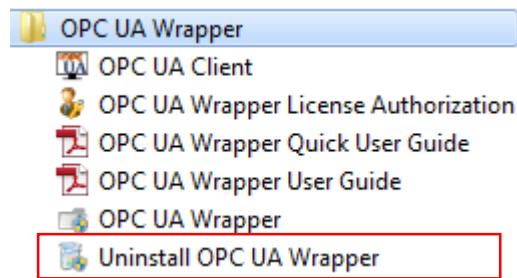 OPC UA Wrapper
OPC UA Client
OPC UA Wrapper License Authorization
OPC UA Wrapper Quick User Guide
OPC UA Wrapper User Guide
OPC UA Wrapper
Uninstall OPC UA Wrapper